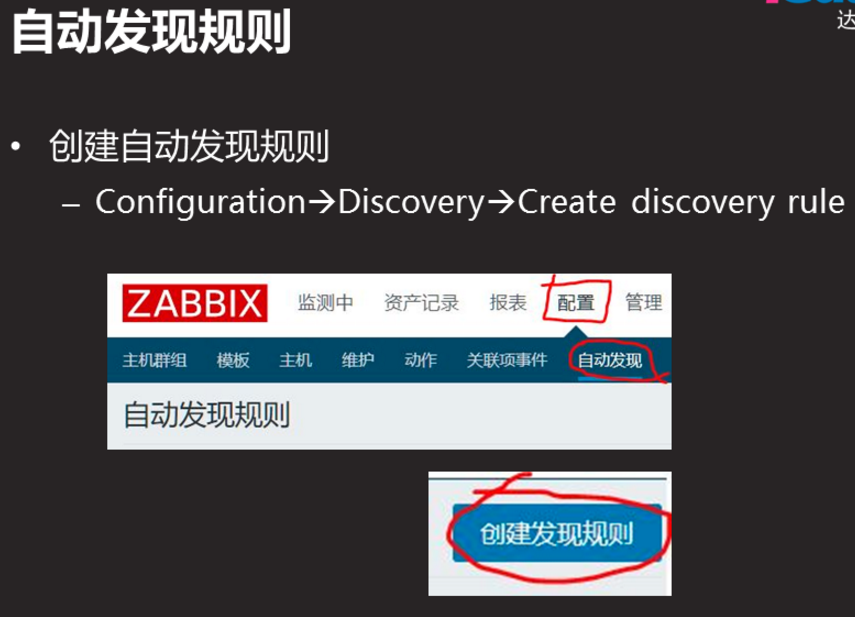 自动发现规则
达
• 创建自动发现规则
– Configuration→Discovery→Create discovery rule
ZABBIX 监测中 资产记录 报表 配置 管理
主机群组 模板 主机 维护 动作 关联项事件 自动发现
自动发现规则
创建发现规则